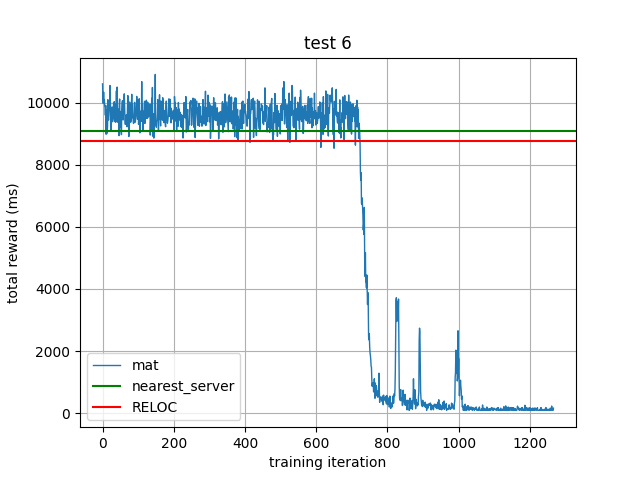 test 6
total reward (ms)
10000
8000
6000
4000
2000
0
mat
nearest_server
RELOC
0 200 400 600 800 1000 1200
training iteration